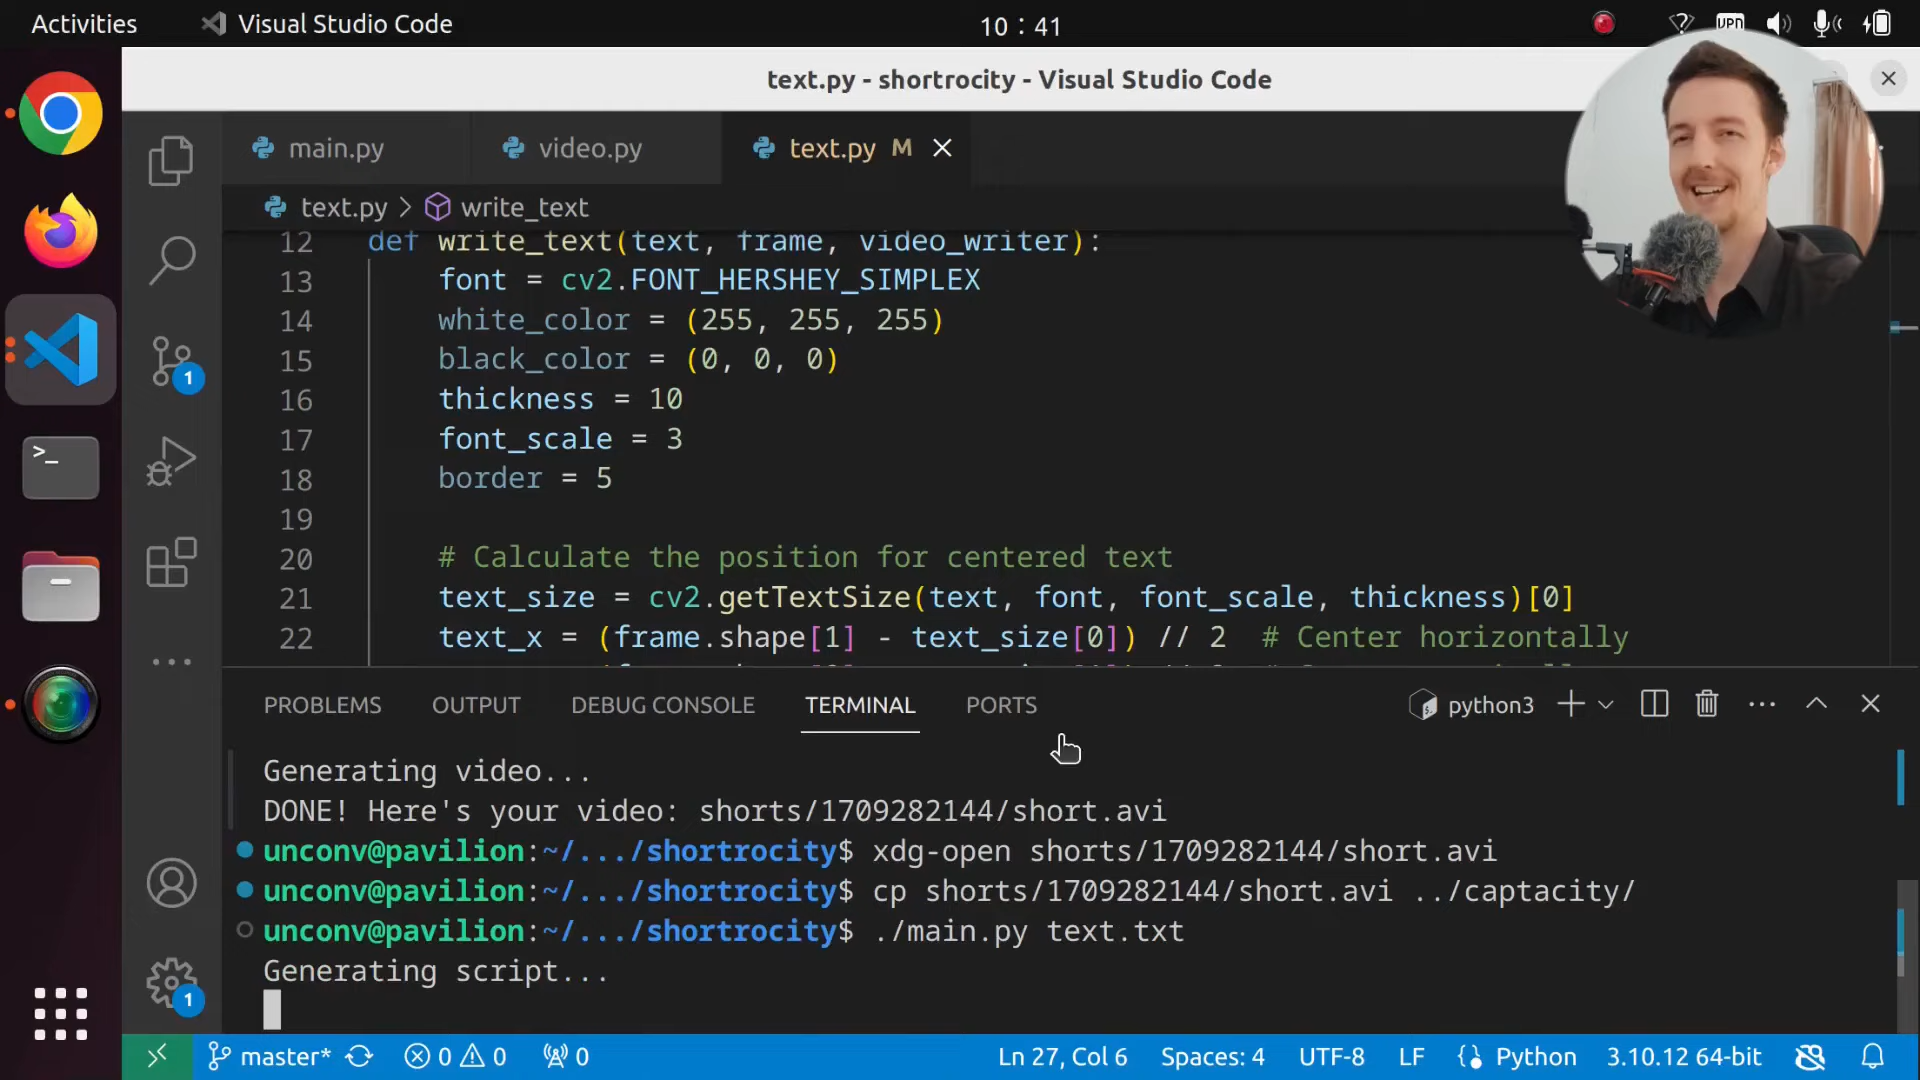 Activities Visual Studio Code 10:41 VPN
text.py - shortrocity - Visual Studio Code
main.py video.py text.py M
text.py > write_text
12 def write_text(text, frame, video_writer):
13 font = cv2.FONT_HERSHEY_SIMPLEX
14 white_color = (255, 255, 255)
15 black_color = (0, 0, 0)
16 thickness = 10
17 font_scale = 3
18 border = 5
19
20 # Calculate the position for centered text
21 text_size = cv2.getTextSize(text, font, font_scale, thickness)[0]
22 text_x = (frame.shape[1] - text_size[0]) // 2 # Center horizontally
PROBLEMS OUTPUT DEBUG CONSOLE TERMINAL PORTS python3
Generating video...
DONE! Here's your video: shorts/1709282144/short.avi
unconv@pavilion:~/.../shortrocity$ xdg-open shorts/1709282144/short.avi
unconv@pavilion:~/.../shortrocity$ cp shorts/1709282144/short.avi ../captacity/
unconv@pavilion:~/.../shortrocity$ ./main.py text.txt
Generating script...
master* 0 0 0 Ln 27, Col 6 Spaces: 4 UTF-8 LF Python 3.10.12 64-bit
1
1